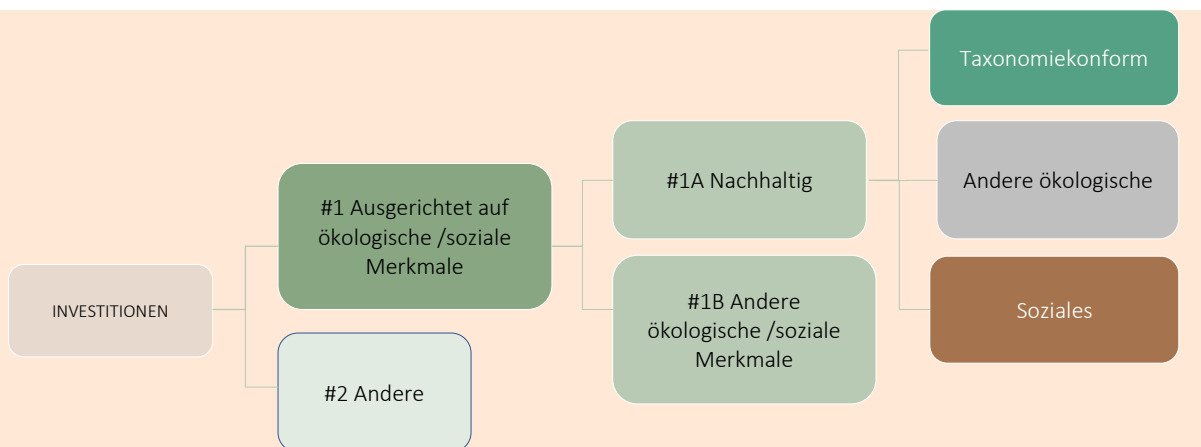 INVESTITIONEN
#1 Ausgerichtet auf
ökologische /soziale
Merkmale
#2 Andere
#1A Nachhaltig
#1B Andere
ökologische /soziale
Merkmale
Taxonomiekonform
Andere ökologische
Soziales